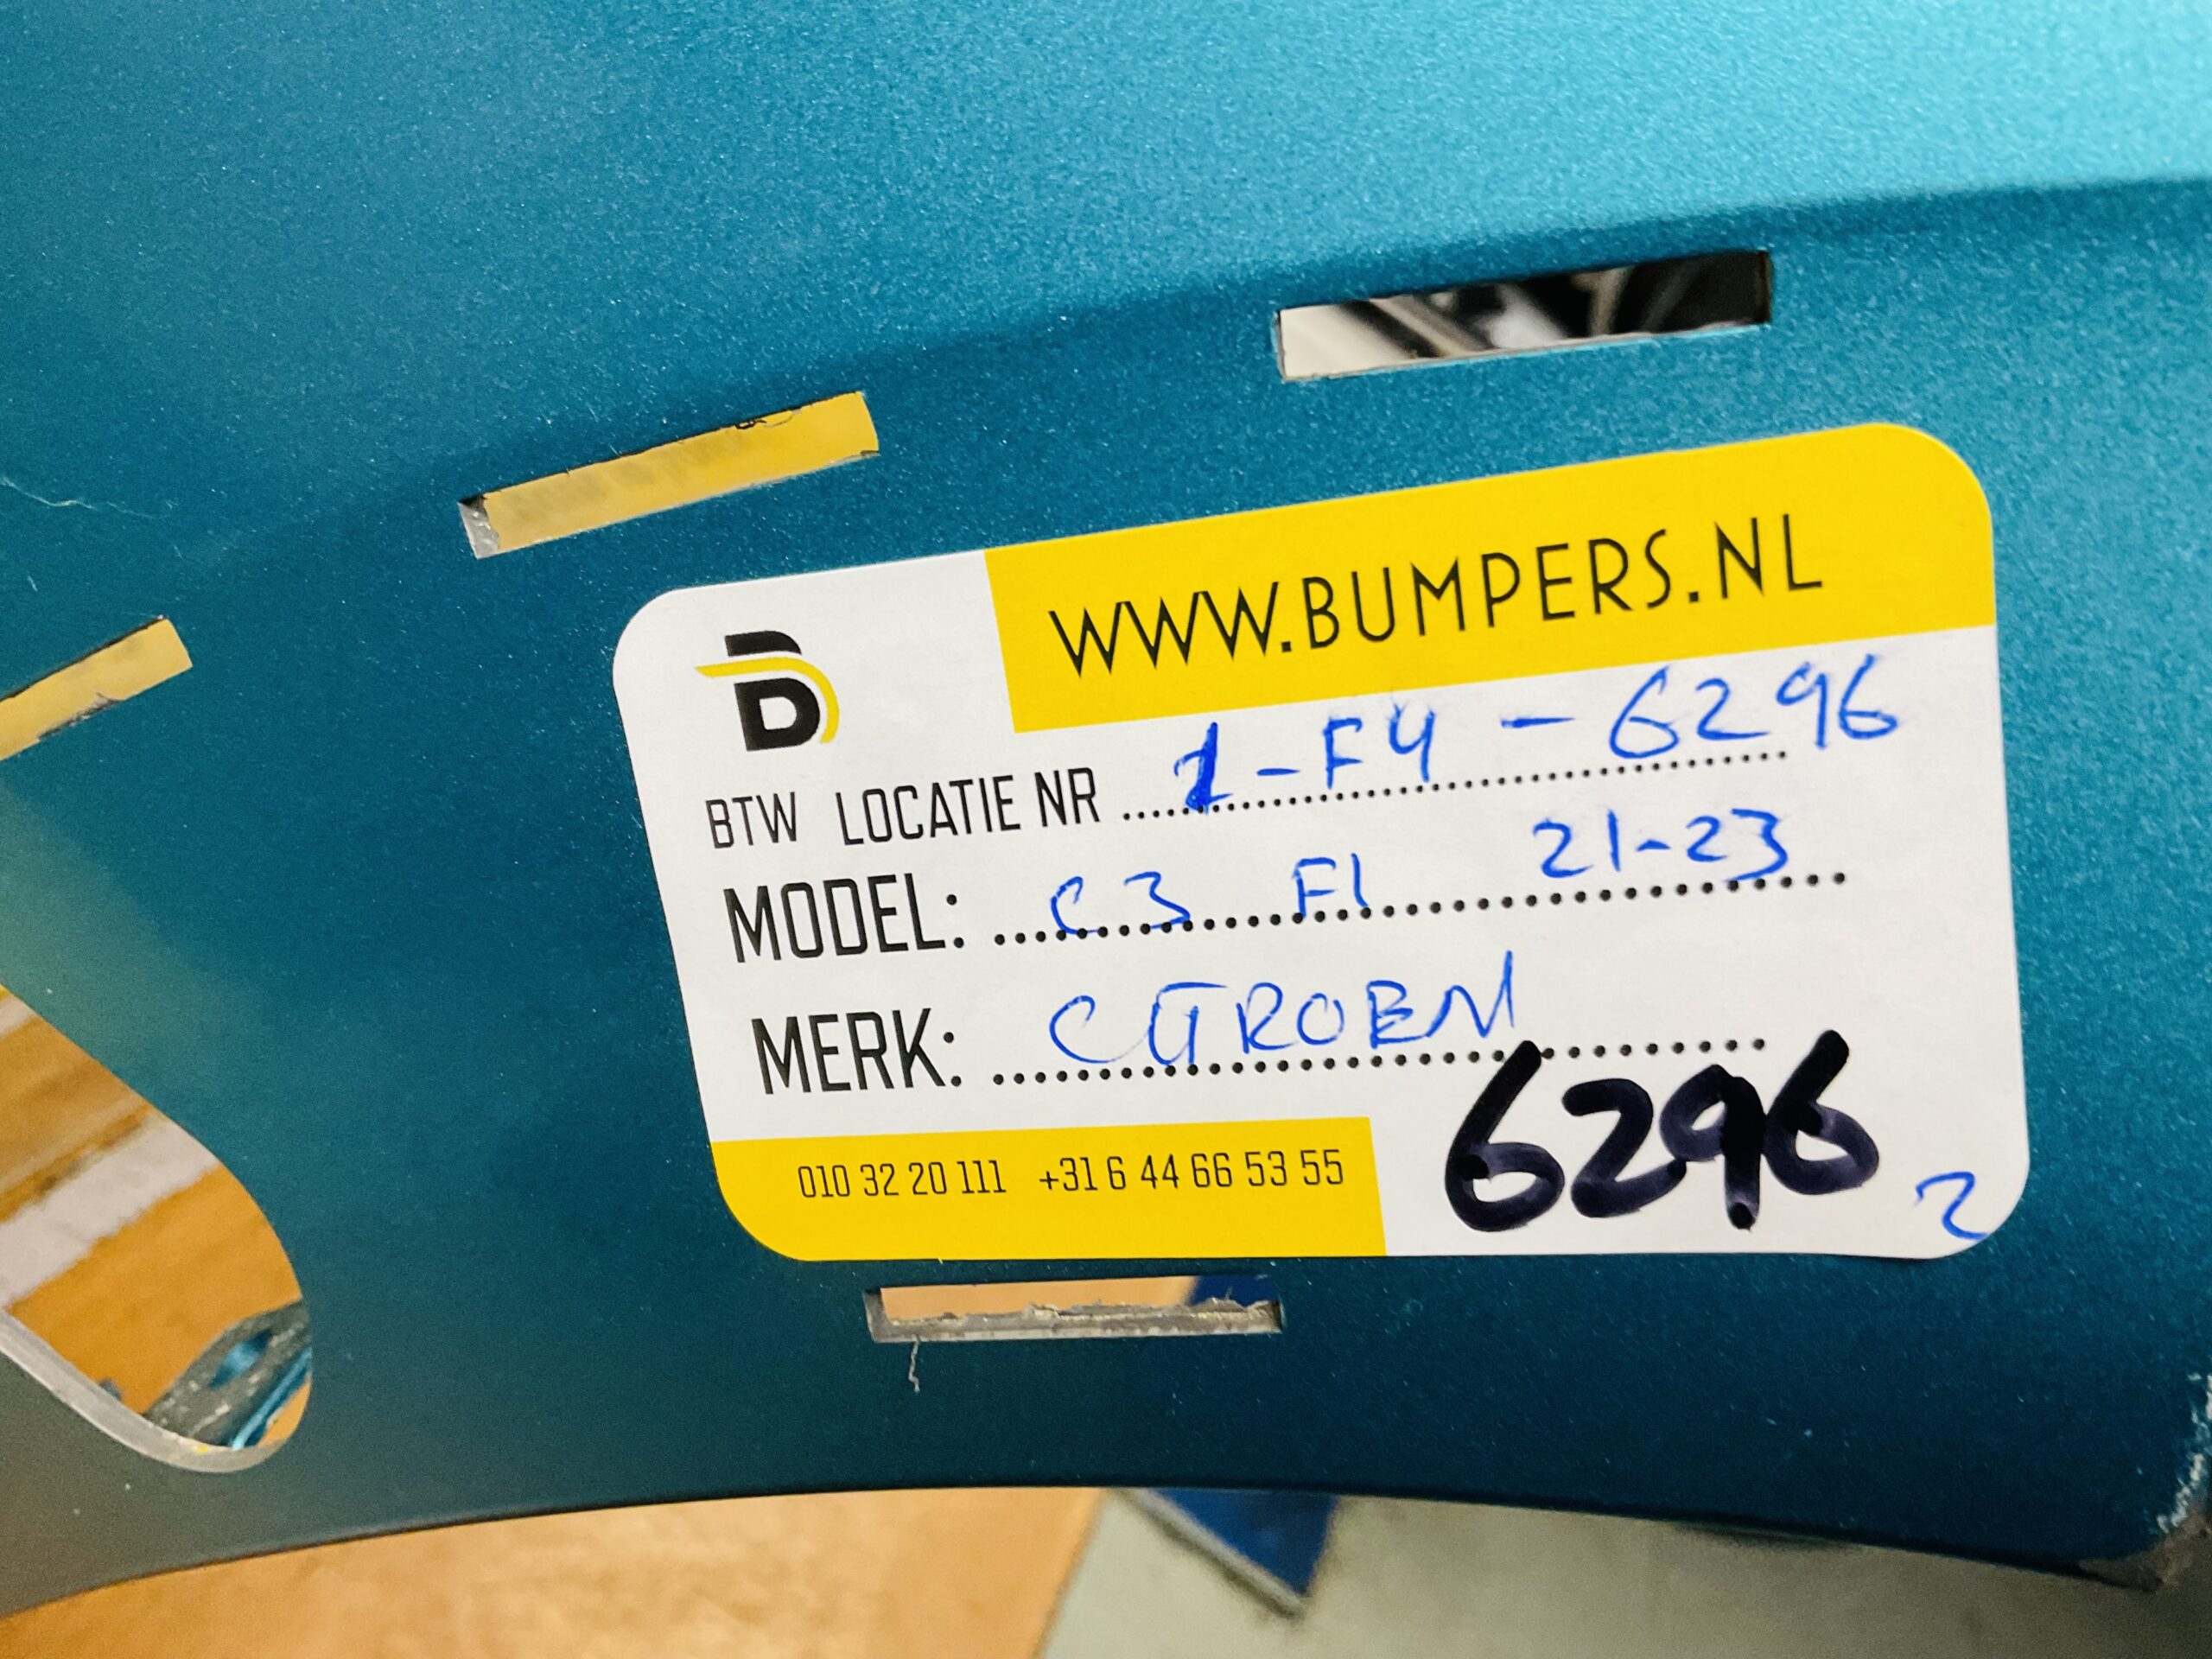 WWW.BUMPERS.NL
BTW LOCATIE NR 1-F4 - 6296
MODEL: C3 Fl 21-23
MERK: CITROEN
6296
2
010 32 20 111 +31 6 44 66 53 55